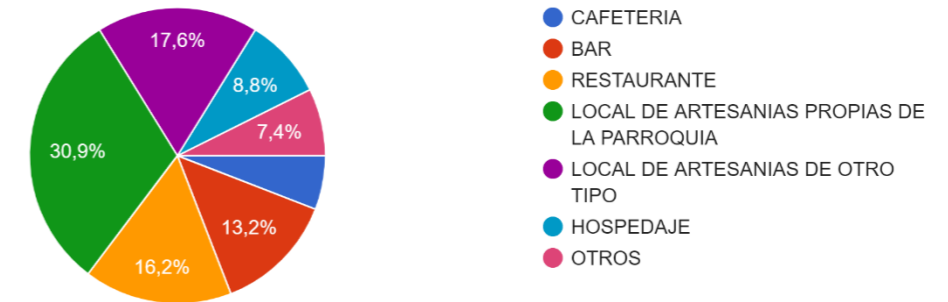 17,6%
8,8%
7,4%
30,9%
13,2%
16,2%
CAFETERIA
BAR
RESTAURANTE
LOCAL DE ARTESANIAS PROPIAS DE
LA PARROQUIA
LOCAL DE ARTESANIAS DE OTRO
TIPO
HOSPEDAJE
OTROS